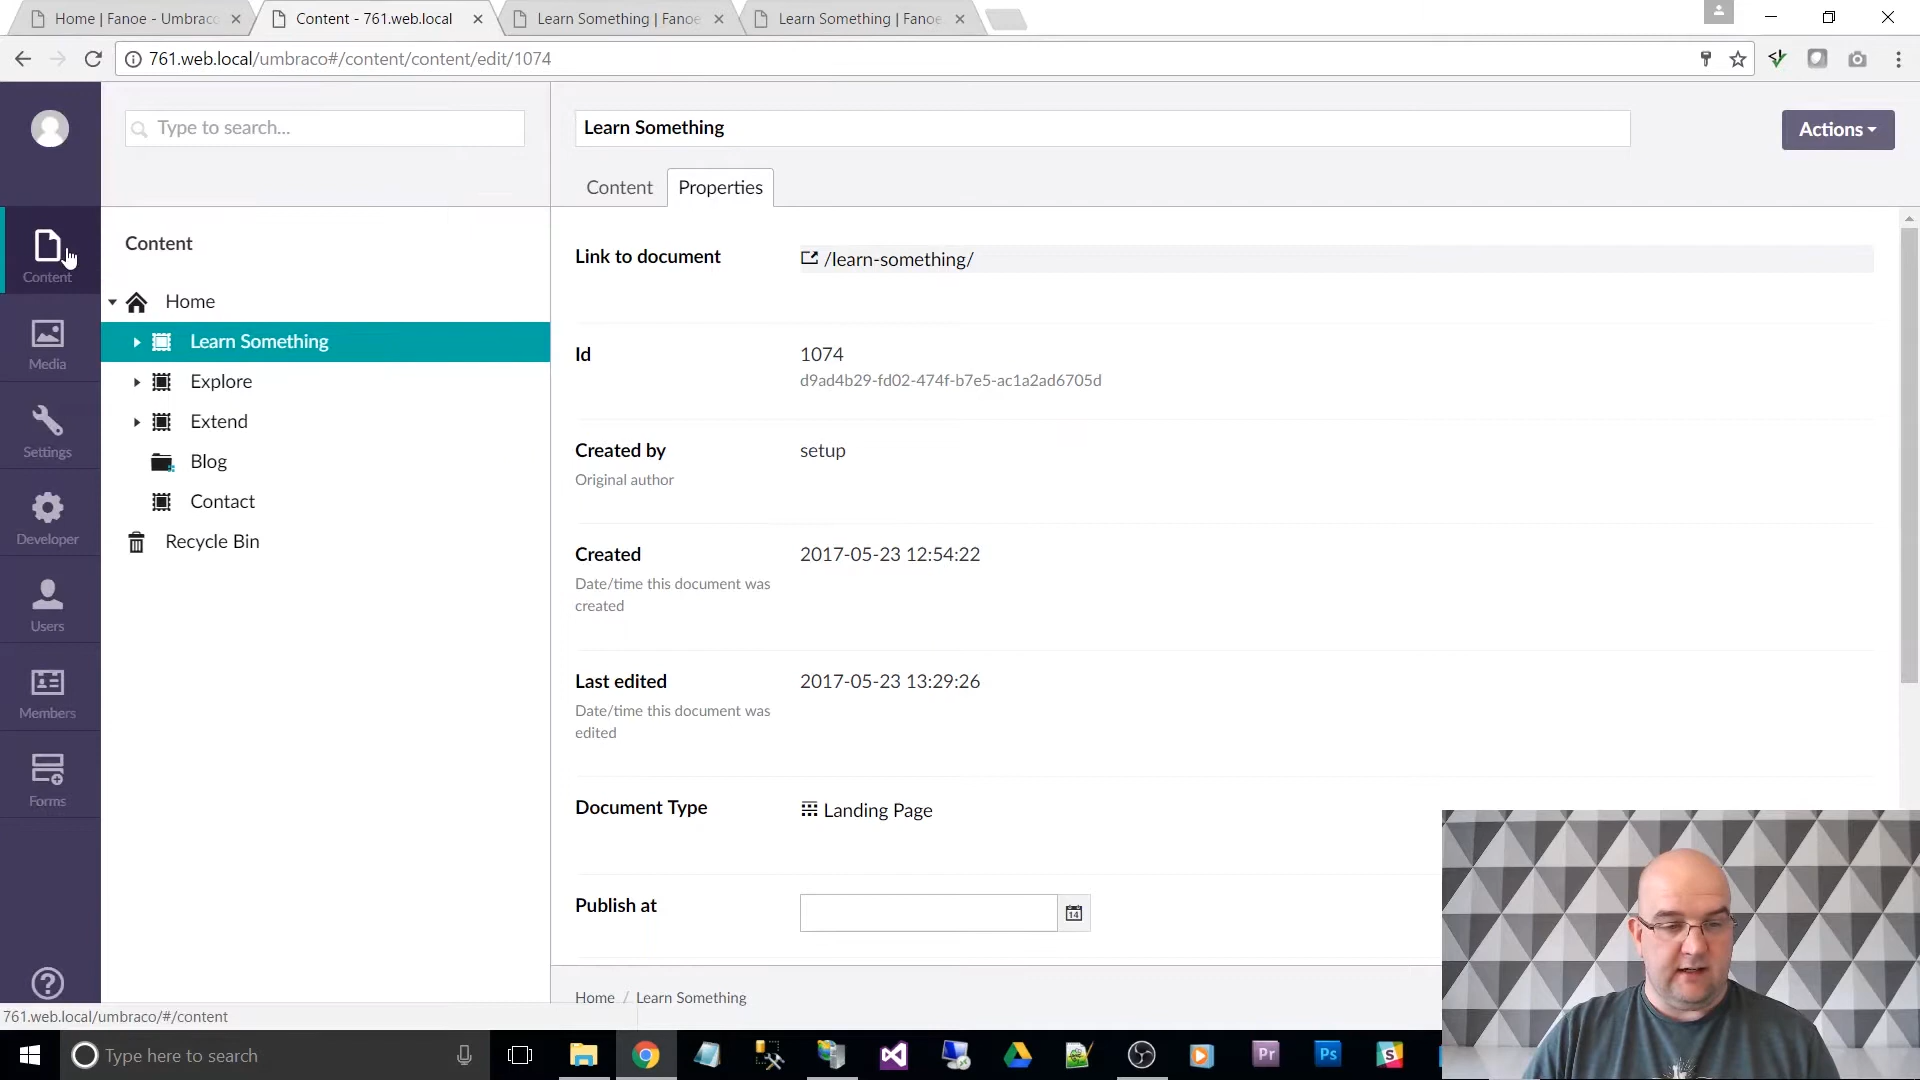 Home | Fanoe - Umbraco
Content - 761.web.local
Learn Something | Fanoe
Learn Something | Fanoe
761.web.local/umbraco#/content/content/edit/1074
Type to search...
Learn Something
Actions
Content
Properties
Content
Media
Settings
Developer
Users
Members
Forms
Content
Home
Learn Something
Explore
Extend
Blog
Contact
Recycle Bin
Link to document
/learn-something/
Id
1074
d9ad4b29-fd02-474f-b7e5-ac1a2ad6705d
Created by
setup
Original author
Created
2017-05-23 12:54:22
Date/time this document was
created
Last edited
2017-05-23 13:29:26
Date/time this document was
edited
Document Type
Landing Page
Publish at
14
Home / Learn Something
761.web.local/umbraco/#/content
Type here to search
Pr
Ps